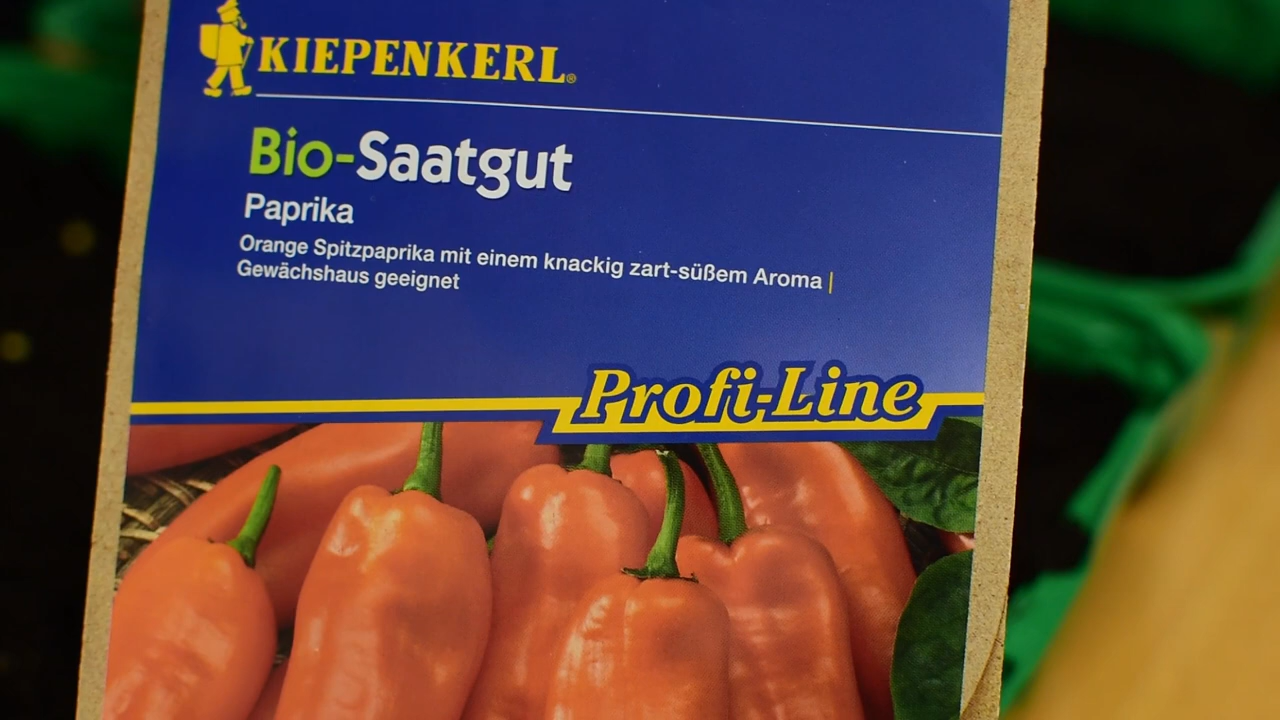 KIEPENKERL®
Bio-Saatgut
Paprika
Orange Spitzpaprika mit einem knackig zart-süßem Aroma |
Gewächshaus geeignet
Profi-Line